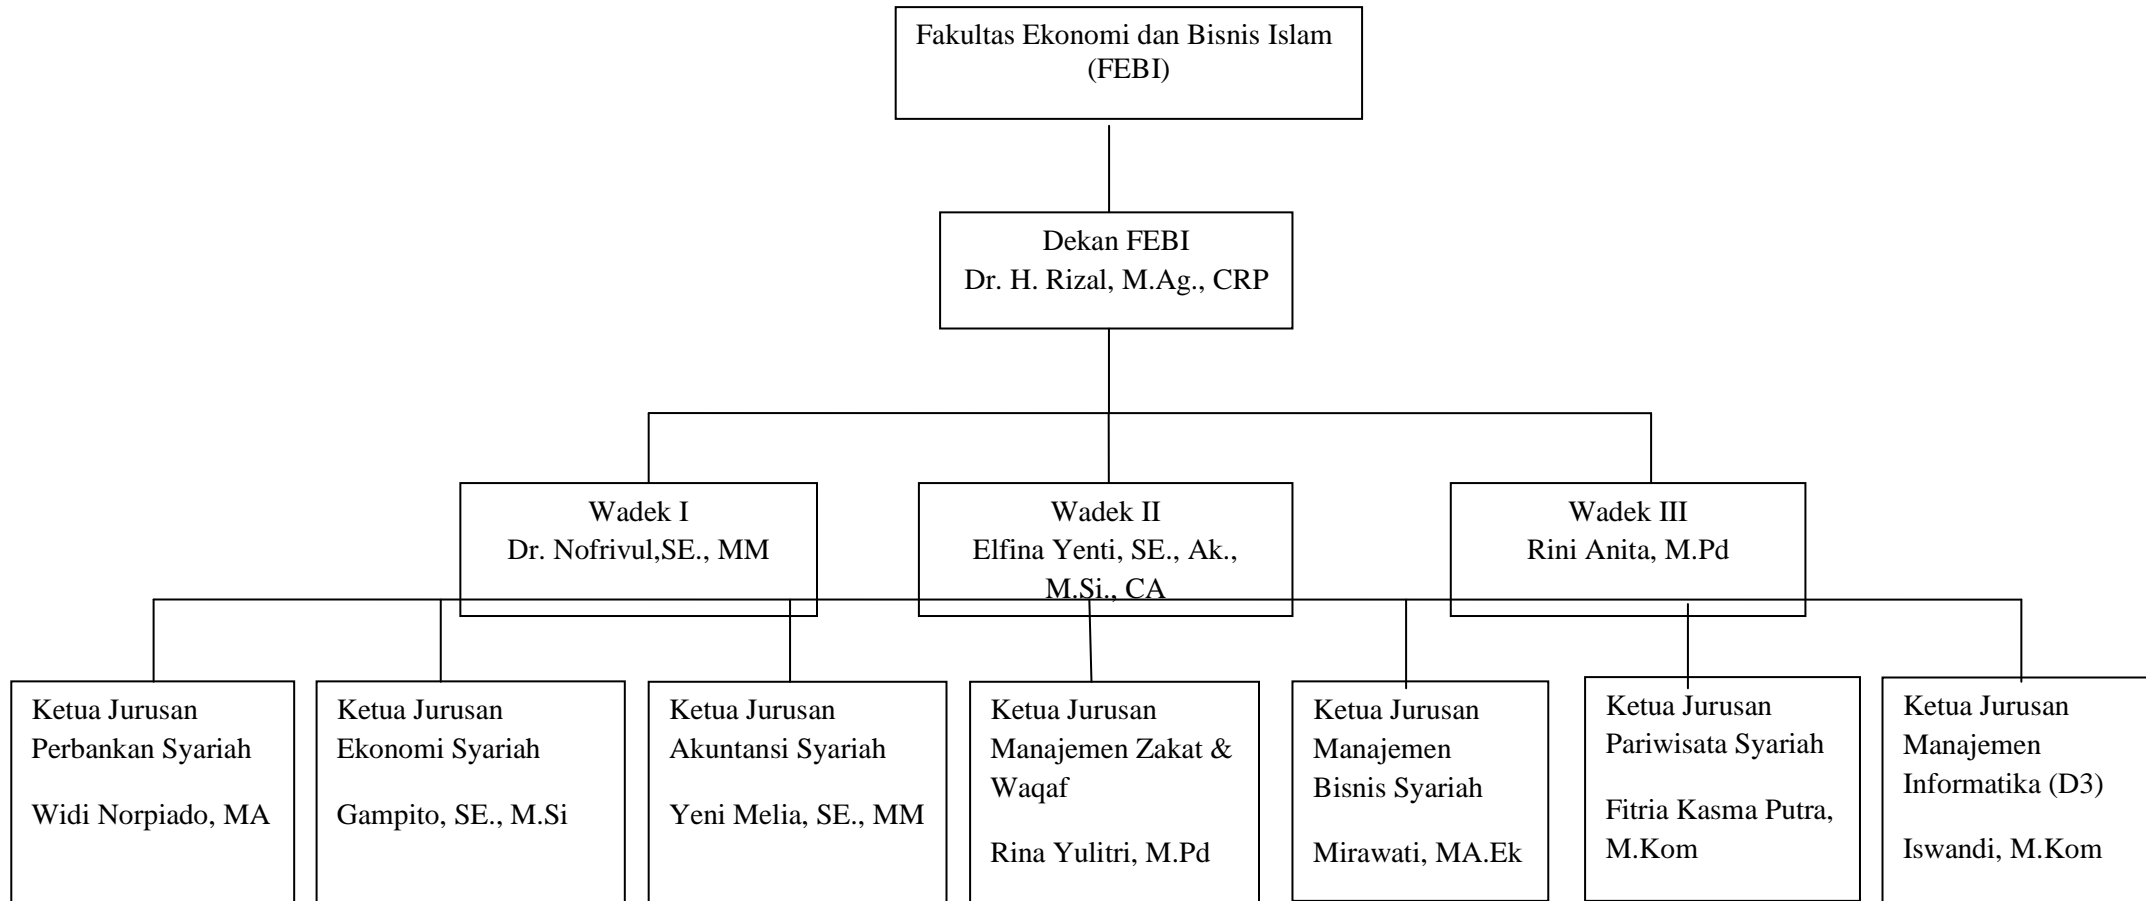 Fakultas Ekonomi dan Bisnis Islam
(FEBI)
Dekan FEBI
Dr. H. Rizal, M.Ag., CRP
Wadek I
Dr. Nofrivul,SE., MM
Wadek II
Elfina Yenti, SE., Ak.,
M.Si., CA
Wadek III
Rini Anita, M.Pd
Ketua Jurusan
Perbankan Syariah
Widi Norpiado, MA
Ketua Jurusan
Ekonomi Syariah
Gampito, SE., M.Si
Ketua Jurusan
Akuntansi Syariah
Yeni Melia, SE., MM
Ketua Jurusan
Manajemen Zakat &
Waqaf
Rina Yulitri, M.Pd
Ketua Jurusan
Manajemen
Bisnis Syariah
Mirawati, MA.Ek
Ketua Jurusan
Pariwisata Syariah
Fitria Kasma Putra,
M.Kom
Ketua Jurusan
Manajemen
Informatika (D3)
Iswandi, M.Kom